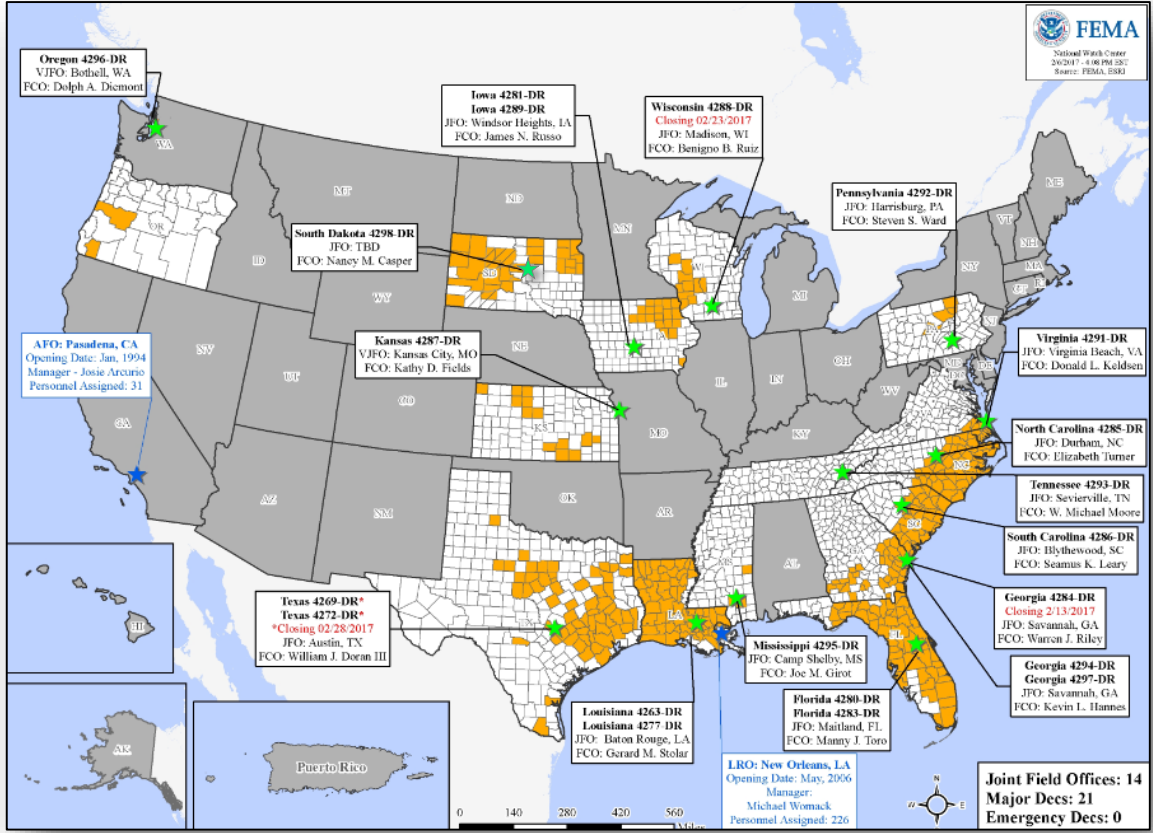 FEMA
National Watch Center
2/6/2017 - 4:08 PM EST
Source: FEMA, ESRI
Oregon 4296-DR
VJFO: Bothell, WA
FCO: Dolph A. Diemont
Iowa 4281-DR
Iowa 4289-DR
JFO: Windsor Heights, IA
FCO: James N. Russo
Wisconsin 4288-DR
Closing 02/23/2017
JFO: Madison, WI
FCO: Benigno B. Ruiz
Pennsylvania 4292-DR
JFO: Harrisburg, PA
FCO: Steven S. Ward
South Dakota 4298-DR
JFO: TBD
FCO: Nancy M. Casper
Kansas 4287-DR
VJFO: Kansas City, MO
FCO: Kathy D. Fields
AFO: Pasadena, CA
Opening Date: Jan, 1994
Manager - Josie Arcurio
Personnel Assigned: 31
Virginia 4291-DR
JFO: Virginia Beach, VA
FCO: Donald L. Keldsen
North Carolina 4285-DR
JFO: Durham, NC
FCO: Elizabeth Turner
Tennessee 4293-DR
JFO: Sevierville, TN
FCO: W. Michael Moore
South Carolina 4286-DR
JFO: Blythewood, SC
FCO: Seamus K. Leary
Georgia 4284-DR
Closing 2/13/2017
JFO: Savannah, GA
FCO: Warren J. Riley
Georgia 4294-DR
Georgia 4297-DR
JFO: Savannah, GA
FCO: Kevin L. Hannes
Texas 4269-DR*
Texas 4272-DR*
*Closing 02/28/2017
JFO: Austin, TX
FCO: William J. Doran III
Mississippi 4295-DR
JFO: Camp Shelby, MS
FCO: Joe M. Girot
Florida 4280-DR
Florida 4283-DR
JFO: Maitland, FL
FCO: Manny J. Toro
Louisiana 4263-DR
Louisiana 4277-DR
JFO: Baton Rouge, LA
FCO: Gerard M. Stolar
LRO: New Orleans, LA
Opening Date: May, 2006
Manager:
Michael Womack
Personnel Assigned: 226
WA
MT
ND
MN
ME
VT
NH
OR
ID
SD
WI
NY
MA
CT
RI
WY
MI
IA
PA
NJ
NV
NE
OH
MD
DE
DC
UT
IL
IN
WV
CA
CO
KS
MO
KY
VA
NC
TN
AZ
NM
OK
AR
SC
MS
AL
GA
TX
LA
FL
HI
AK
Puerto Rico
N
W
E
S
0 140 280 420 560
Miles
Joint Field Offices: 14
Major Decs: 21
Emergency Decs: 0